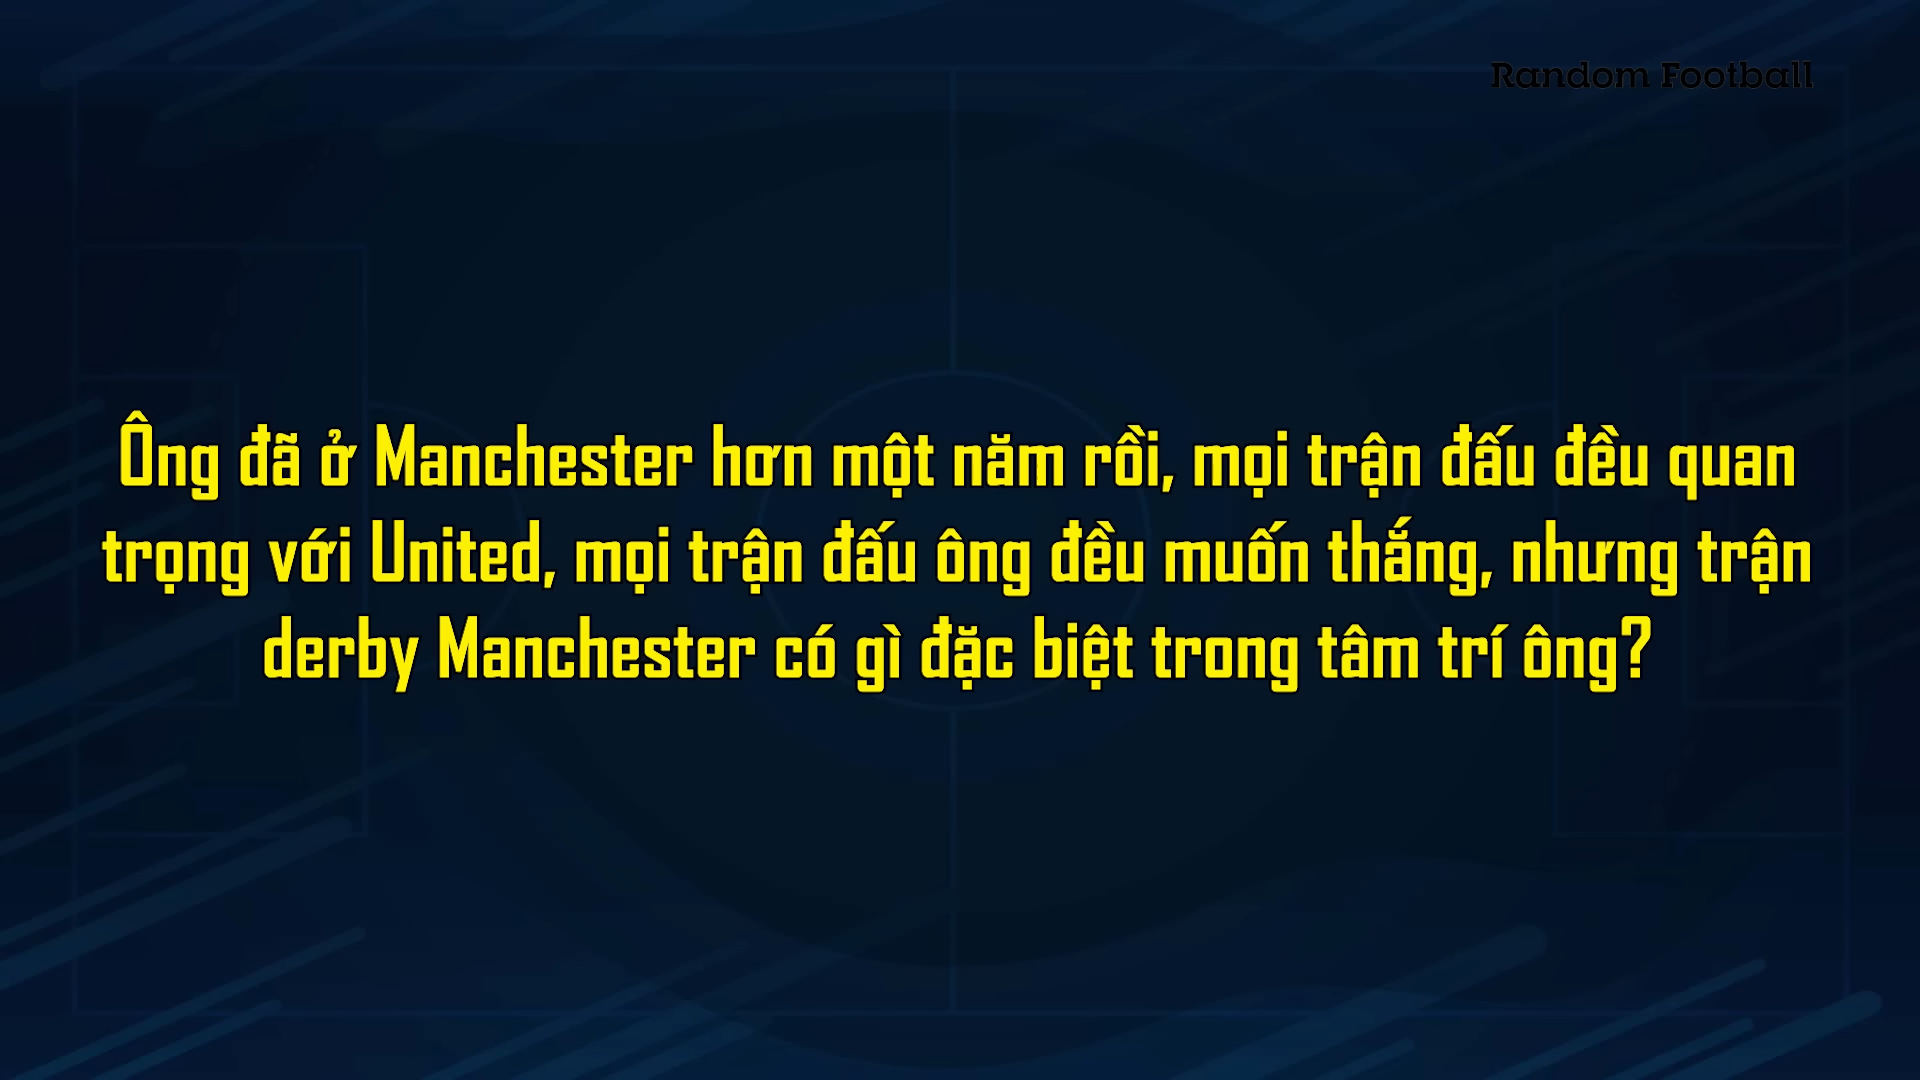 Random Football
Ông đã ở Manchester hơn một năm rồi, mọi trận đấu đều quan
trọng với United, mọi trận đấu ông đều muốn thắng, nhưng trận
derby Manchester có gì đặc biệt trong tâm trí ông?